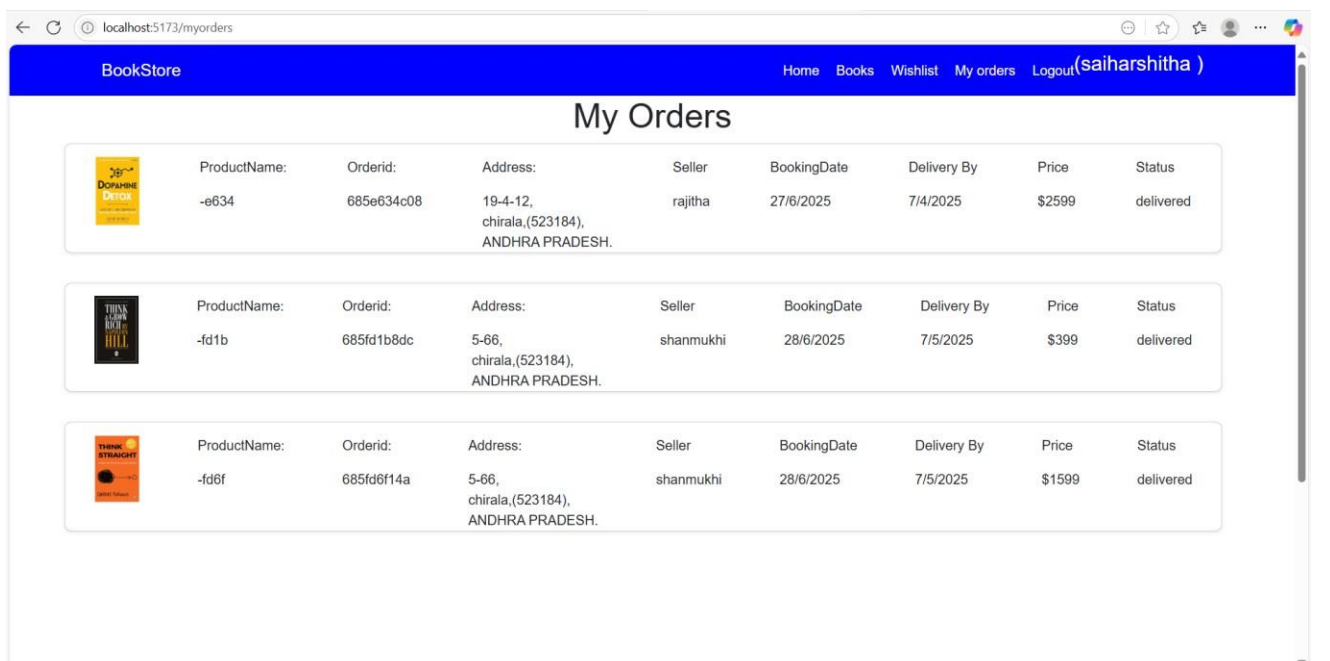 localhost:5173/myorders
BookStore
Home Books Wishlist My orders Logout(saiharshitha )
My Orders
DOPAMINE
DETOX
ProductName: Orderid: Address: Seller BookingDate Delivery By Price Status
-e634 685e634c08 19-4-12, rajitha 27/6/2025 7/4/2025 $2599 delivered
chirala,(523184),
ANDHRA PRADESH.
THINK
& GROW
RICH BY
NAPOLEON
HILL
ProductName: Orderid: Address: Seller BookingDate Delivery By Price Status
-fd1b 685fd1b8dc 5-66, shanmukhi 28/6/2025 7/5/2025 $399 delivered
chirala,(523184),
ANDHRA PRADESH.
THINK
STRAIGHT
ProductName: Orderid: Address: Seller BookingDate Delivery By Price Status
-fd6f 685fd6f14a 5-66, shanmukhi 28/6/2025 7/5/2025 $1599 delivered
chirala,(523184),
ANDHRA PRADESH.